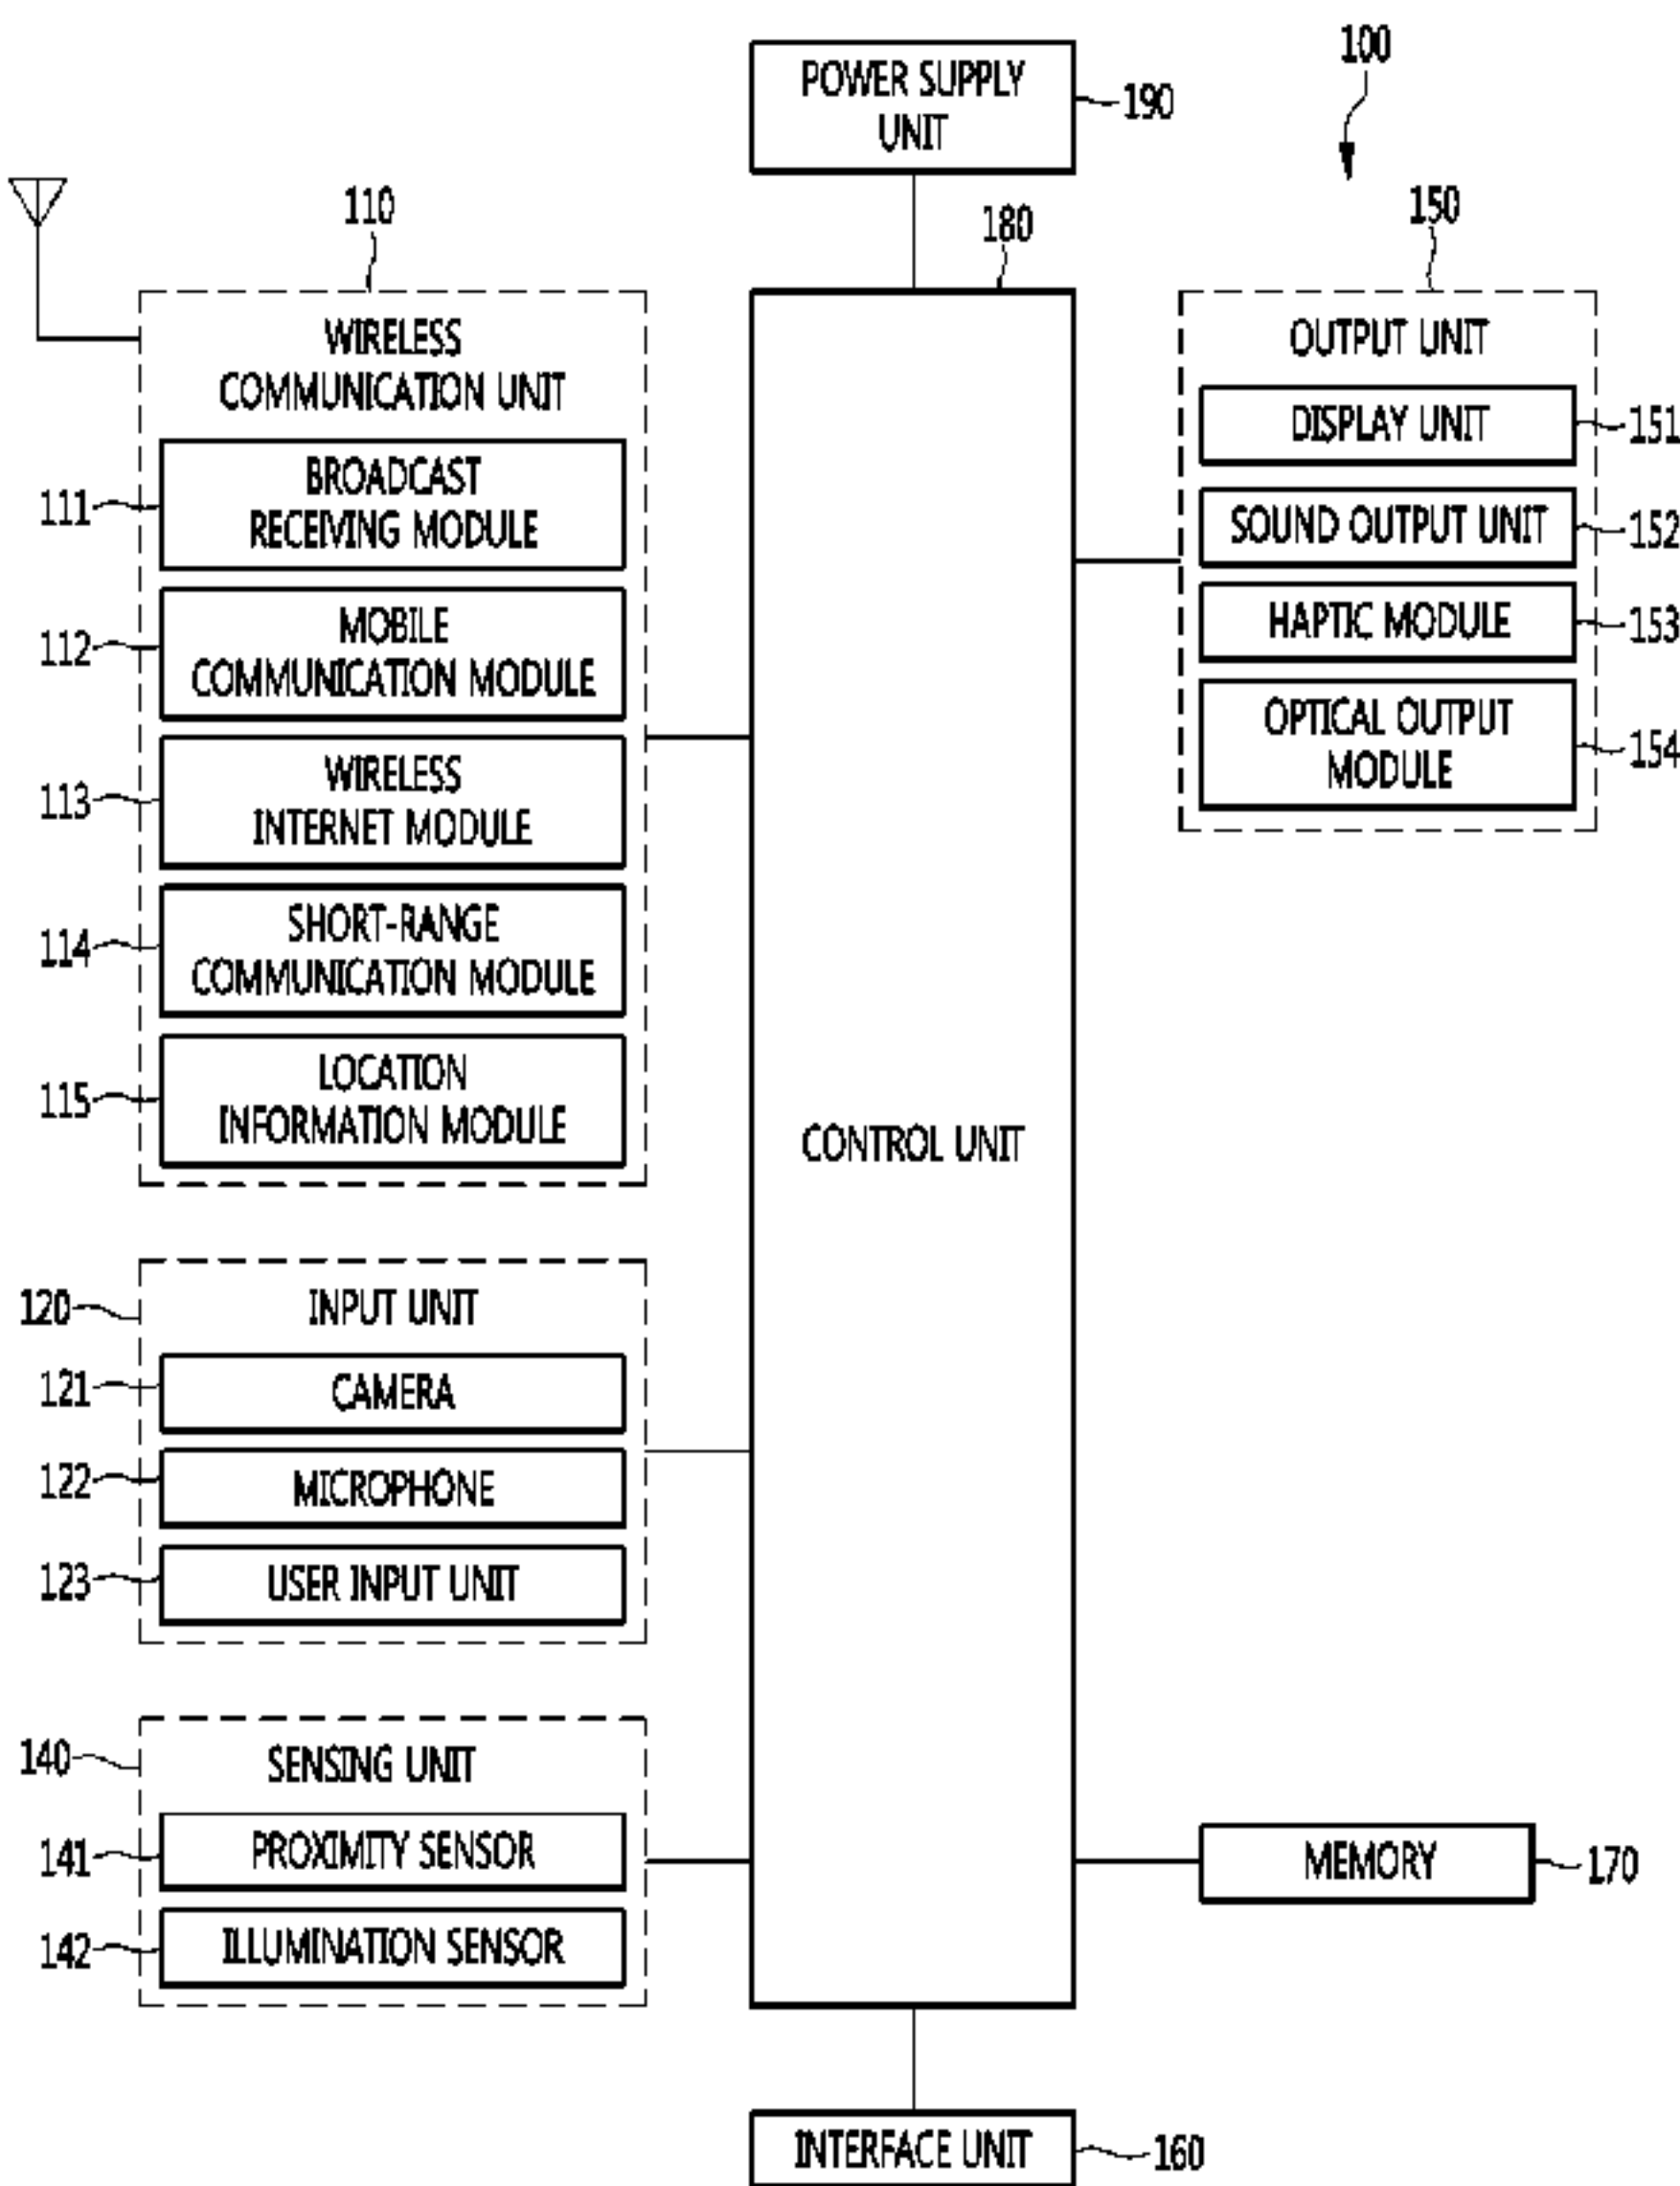 100
POWER SUPPLY
UNIT
190
110
180
150
WIRELESS
COMMUNICATION UNIT
BROADCAST
RECEIVING MODULE
111
MOBILE
COMMUNICATION MODULE
112
WIRELESS
INTERNET MODULE
113
SHORT-RANGE
COMMUNICATION MODULE
114
LOCATION
INFORMATION MODULE
115
120
INPUT UNIT
121
CAMERA
122
MICROPHONE
123
USER INPUT UNIT
140
SENSING UNIT
141
PROXIMITY SENSOR
142
ILLUMINATION SENSOR
CONTROL UNIT
OUTPUT UNIT
DISPLAY UNIT
151
SOUND OUTPUT UNIT
152
HAPTIC MODULE
153
OPTICAL OUTPUT
MODULE
154
MEMORY
170
INTERFACE UNIT
160